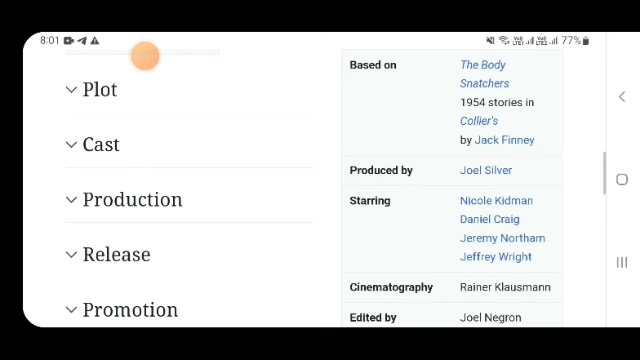 8:01
77%
Plot
Cast
Production
Release
Promotion
Based on
The Body
Snatchers
1954 stories in
Collier's
by Jack Finney
Produced by
Joel Silver
Starring
Nicole Kidman
Daniel Craig
Jeremy Northam
Jeffrey Wright
Cinematography
Rainer Klausmann
Edited by
Joel Negron